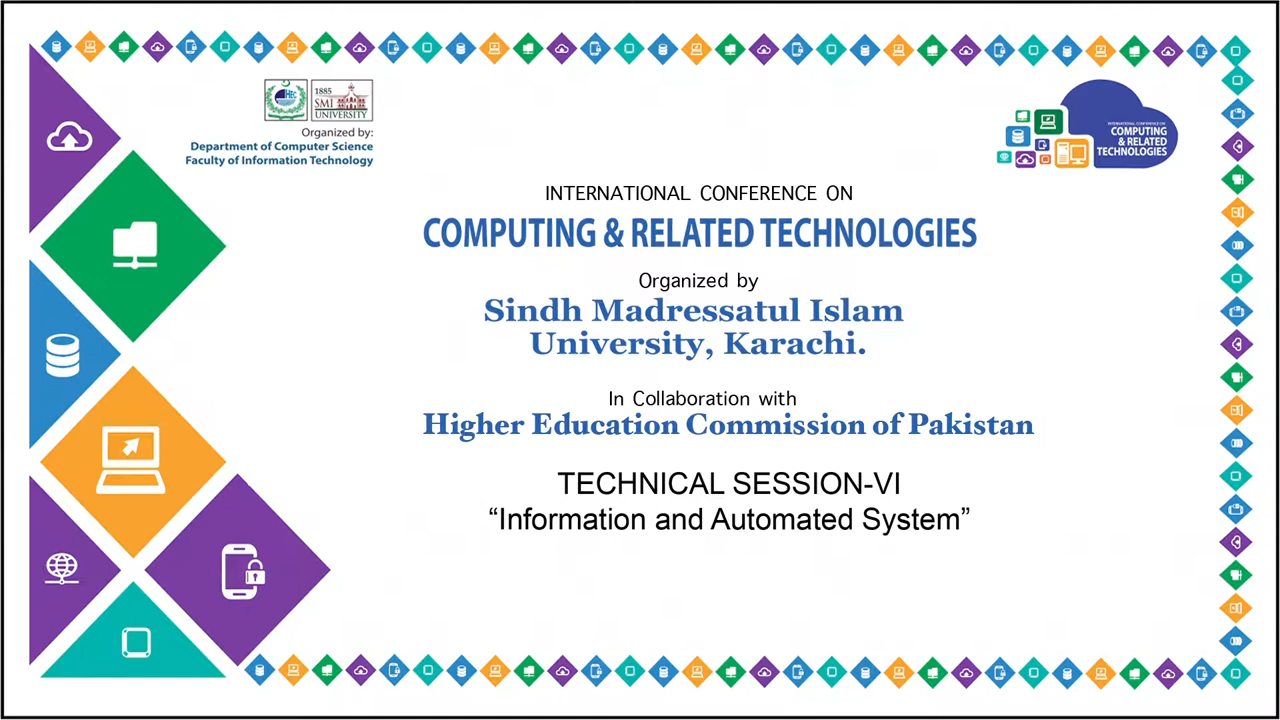 HEC
1885
SMI
UNIVERSITY
Organized by:
Department of Computer Science
Faculty of Information Technology
INTERNATIONAL CONFERENCE ON
COMPUTING
& RELATED
TECHNOLOGIES
INTERNATIONAL CONFERENCE ON
COMPUTING & RELATED TECHNOLOGIES
Organized by
Sindh Madressatul Islam
University, Karachi.
In Collaboration with
Higher Education Commission of Pakistan
TECHNICAL SESSION-VI
“Information and Automated System”